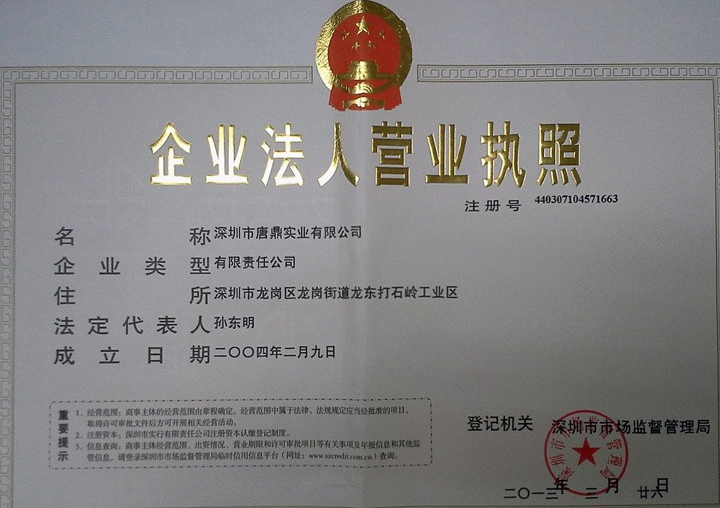 企业法人营业执照
注册号 440307104571663
名称 深圳市唐鼎实业有限公司
企业类型 有限责任公司
住所 深圳市龙岗区龙岗街道龙东打石岭工业区
法定代表人 孙东明
成立日期 二〇〇四年二月九日
重要提示
1、经营范围：商事主体的经营范围由章程确定。经营范围中属于法律、法规规定应当经批准的项目，
取得许可审批文件后方可开展相关经营活动。
2、注册资本：深圳市实行有限责任公司注册资本认缴登记制度。
3、信息查询：商事主体经营范围、出资情况、营业期限和许可审批项目等有关事项及年报信息和其他监
管信息，请登录深圳市市场监督管理局临时信用信息平台（网址：www.szcredit.com.cn）查询。
登记机关 深圳市市场监督管理局
二〇一三年三月廿六日